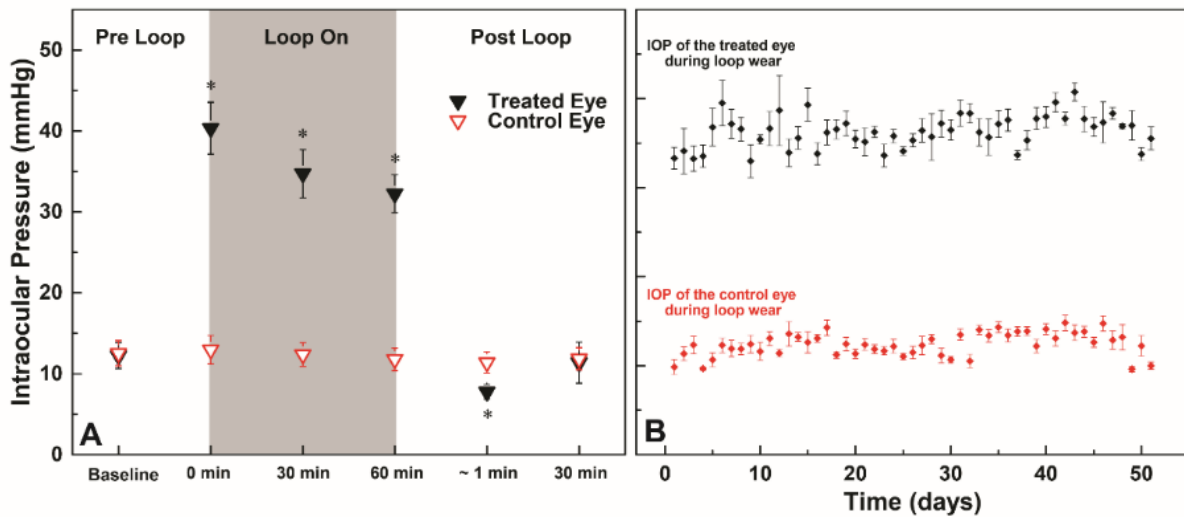 Intraocular Pressure (mmHg)
50
40
30
20
10
0
Pre Loop
Loop On
Post Loop
*
*
*
Treated Eye
Control Eye
*
*
A
Baseline
0 min
30 min
60 min
~ 1 min
30 min
IOP of the treated eye
during loop wear
IOP of the control eye
during loop wear
B
0
10
20
30
40
50
Time (days)